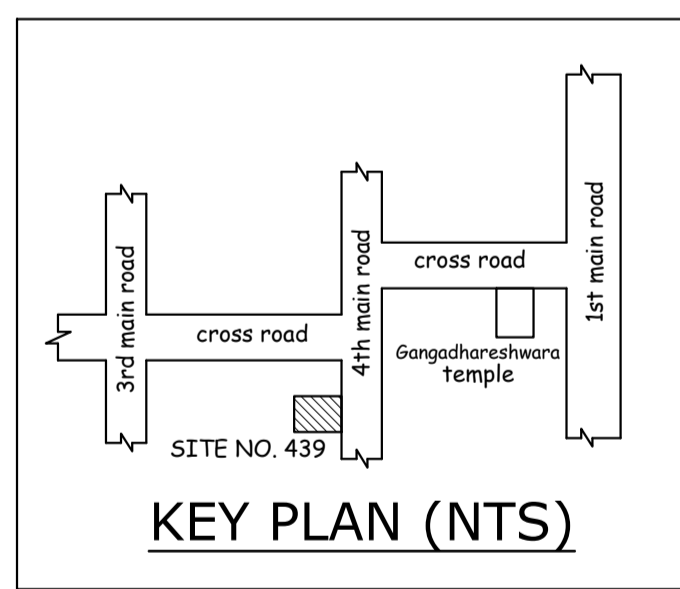 1st main road
cross road
4th main road
3rd main road
cross road
Gangadhareshwara
temple
SITE NO. 439
KEY PLAN (NTS)